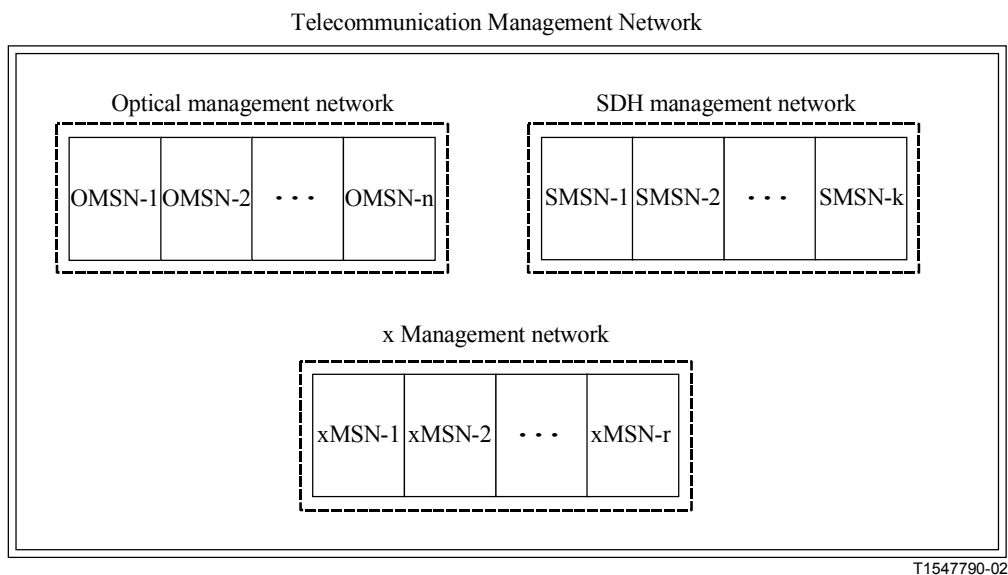 Telecommunication Management Network
Optical management network
SDH management network
OMSN-1 OMSN-2 · · · OMSN-n
SMSN-1 SMSN-2 · · · SMSN-k
x Management network
xMSN-1 xMSN-2 · · · xMSN-r
T1547790-02